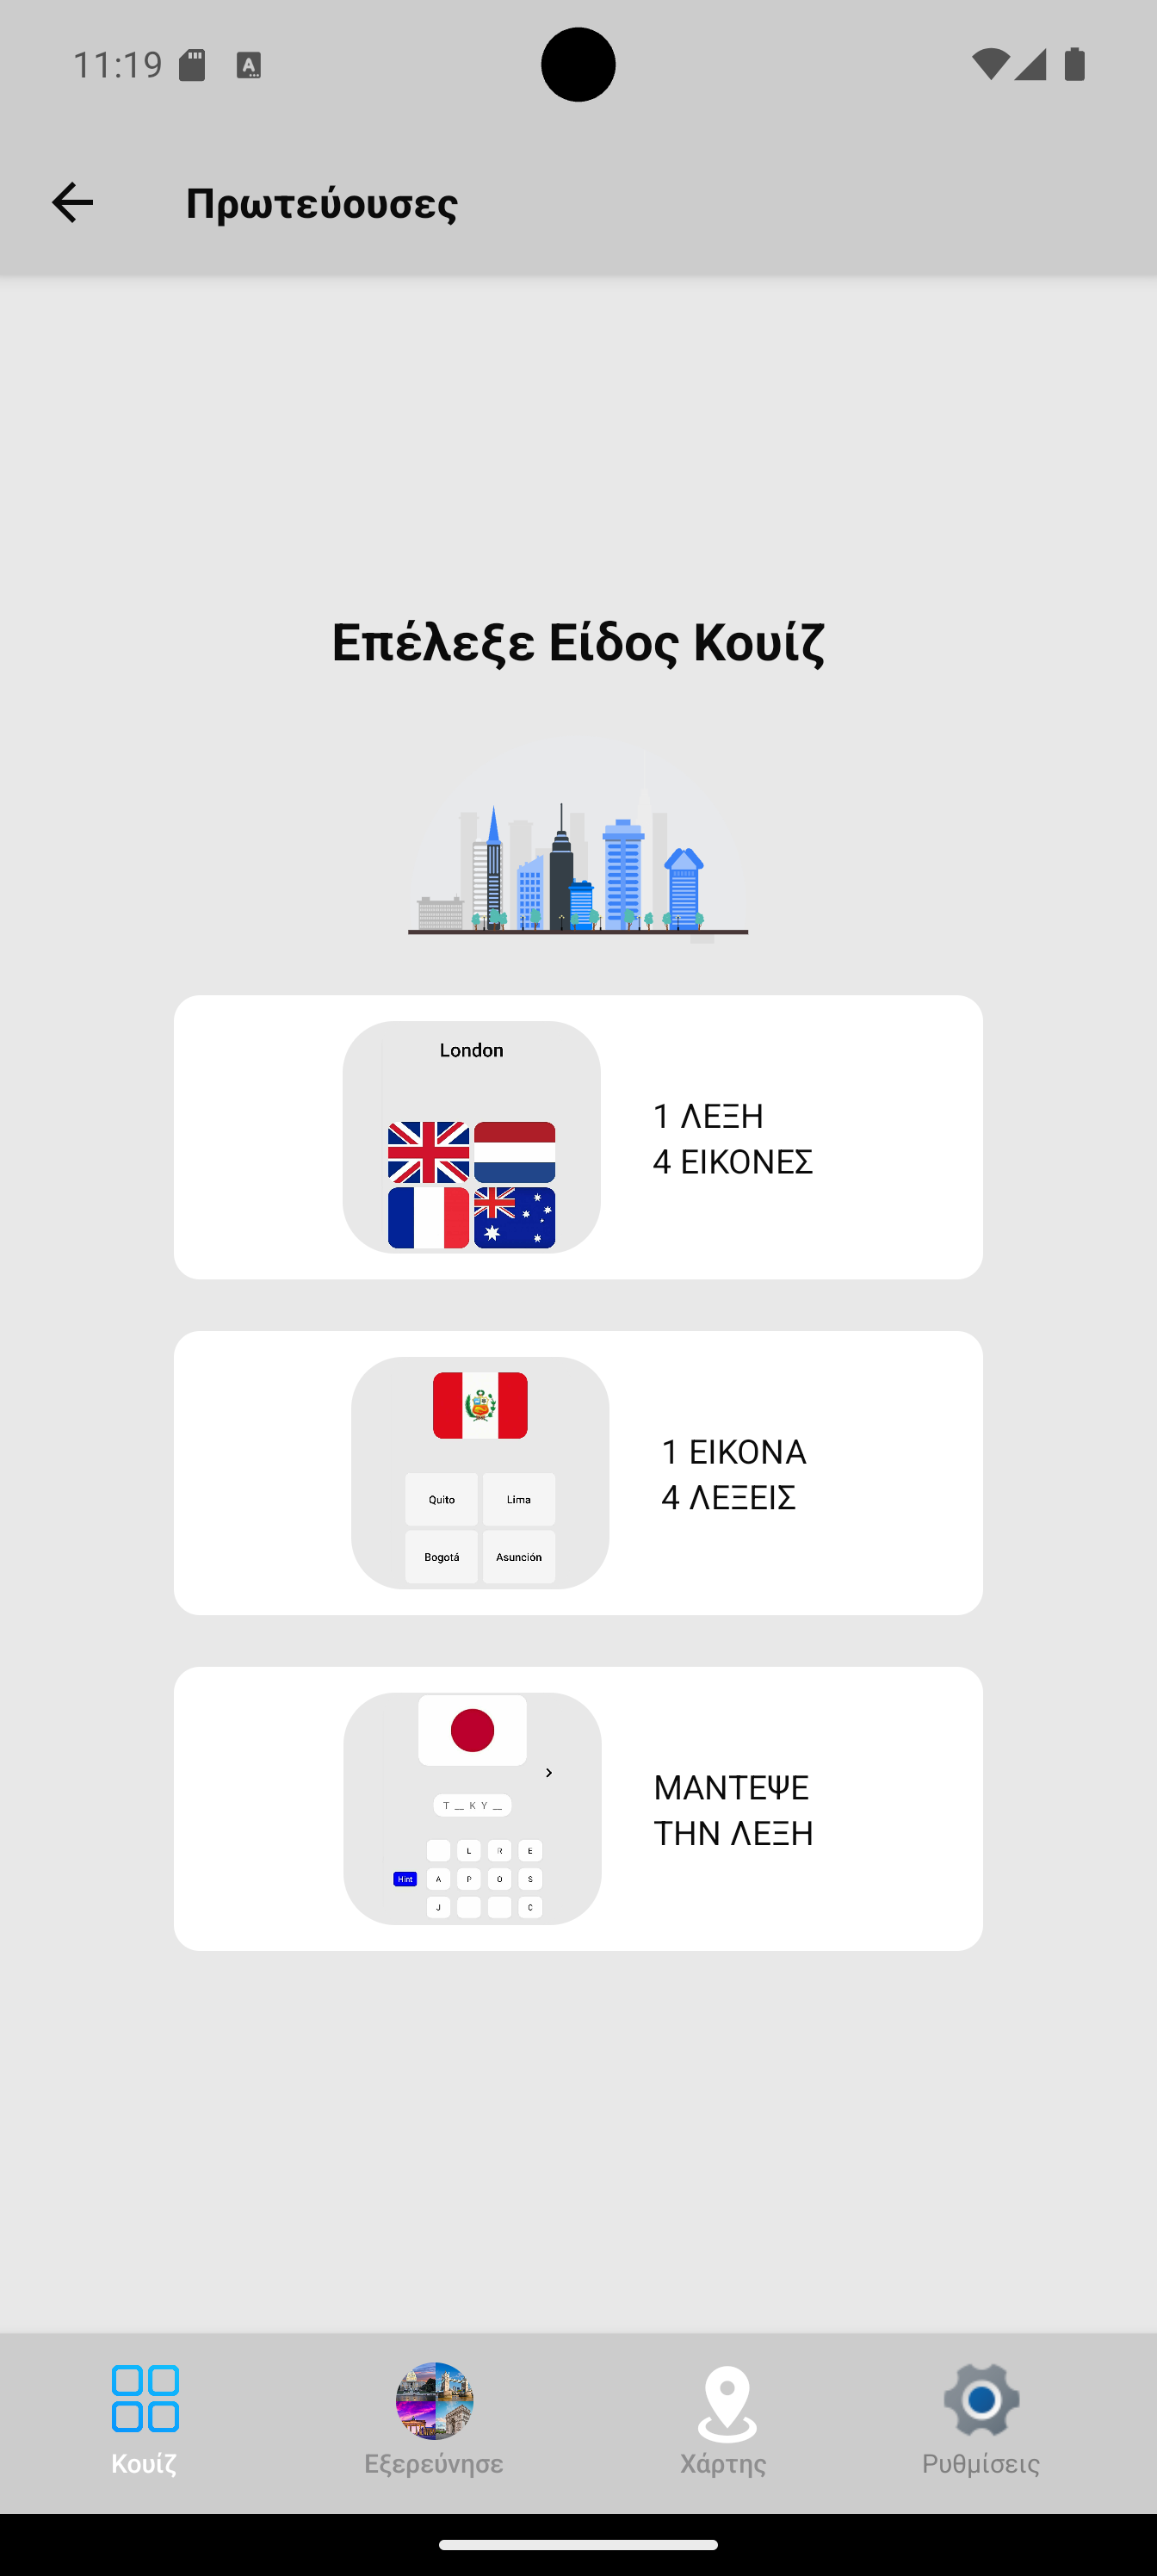 11:19
Πρωτεύουσες
Επέλεξε Είδος Κουίζ
London
1 ΛΕΞΗ
4 ΕΙΚΟΝΕΣ
1 ΕΙΚΟΝΑ
4 ΛΕΞΕΙΣ
Quito Lima
Bogotá Asunción
ΜΑΝΤΕΨΕ
ΤΗΝ ΛΕΞΗ
T _ K Y _
L R E
Hint A P O S
J C
Κουίζ Εξερεύνησε Χάρτης Ρυθμίσεις